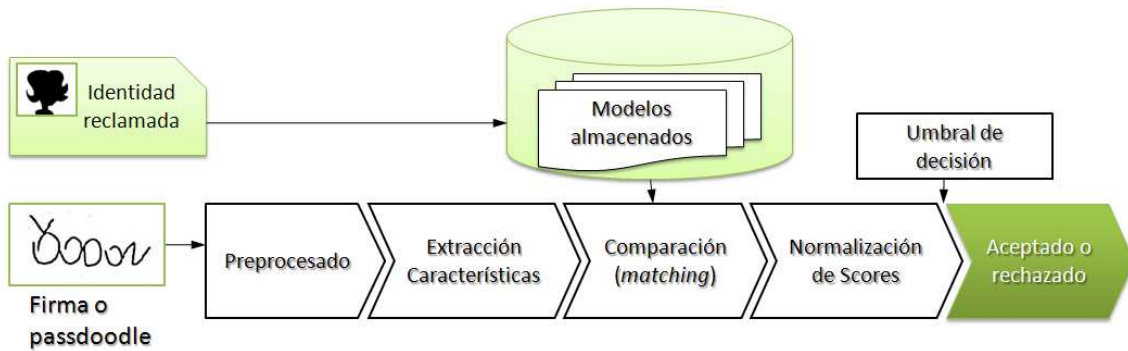 Identidad
reclamada
Modelos
almacenados
Umbral de
decisión
Firma o
passdoodle
Preprocesado
Extracción
Características
Comparación
(matching)
Normalización
de Scores
Aceptado o
rechazado